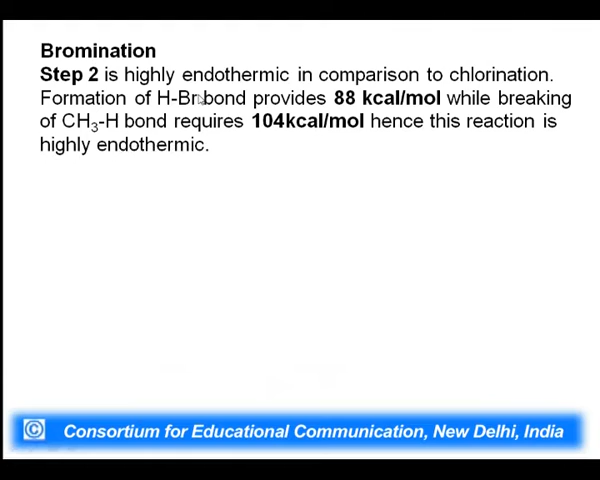 Bromination
Step 2 is highly endothermic in comparison to chlorination.
Formation of H-Br bond provides 88 kcal/mol while breaking
of CH₃-H bond requires 104kcal/mol hence this reaction is
highly endothermic.
© Consortium for Educational Communication, New Delhi, India